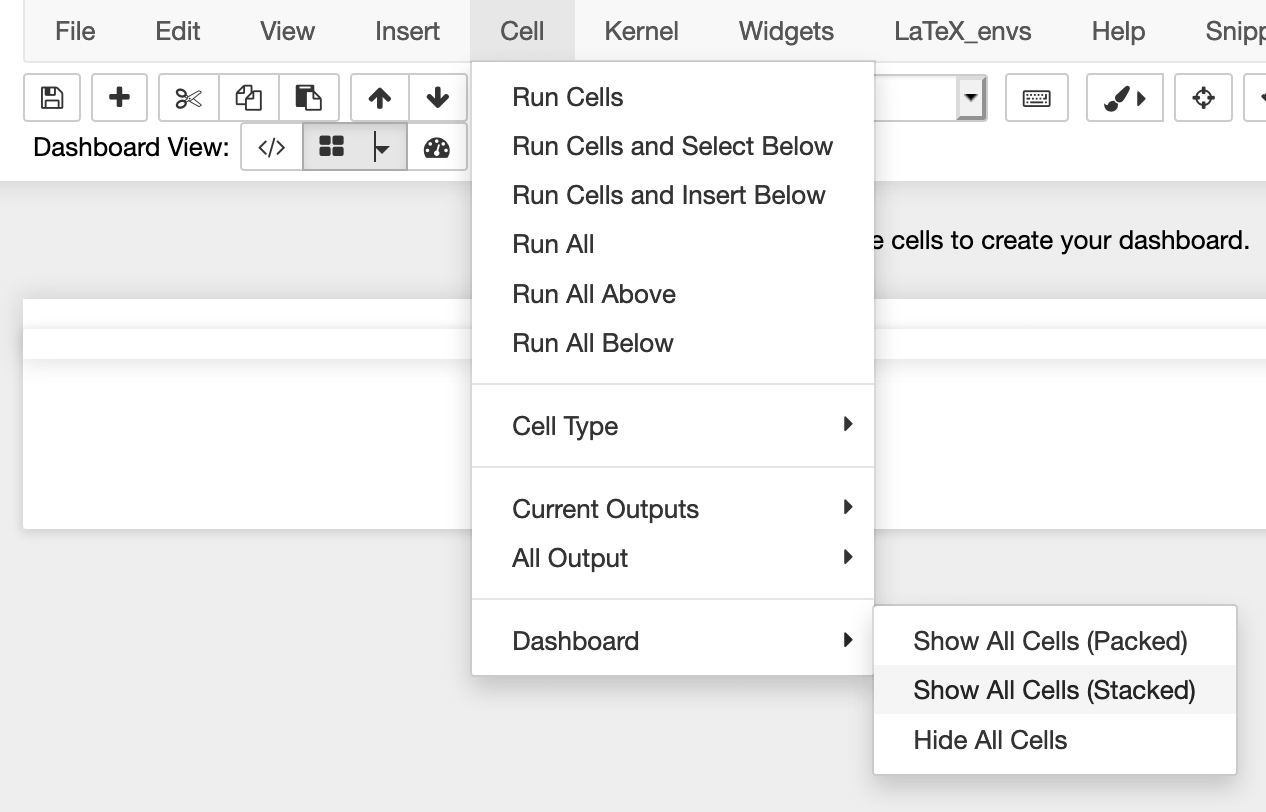 File Edit View Insert Cell Kernel Widgets LaTeX_envs Help Snipp
Dashboard View: </>
Run Cells
Run Cells and Select Below
Run Cells and Insert Below
Run All
e cells to create your dashboard.
Run All Above
Run All Below
Cell Type
Current Outputs
All Output
Dashboard
Show All Cells (Packed)
Show All Cells (Stacked)
Hide All Cells